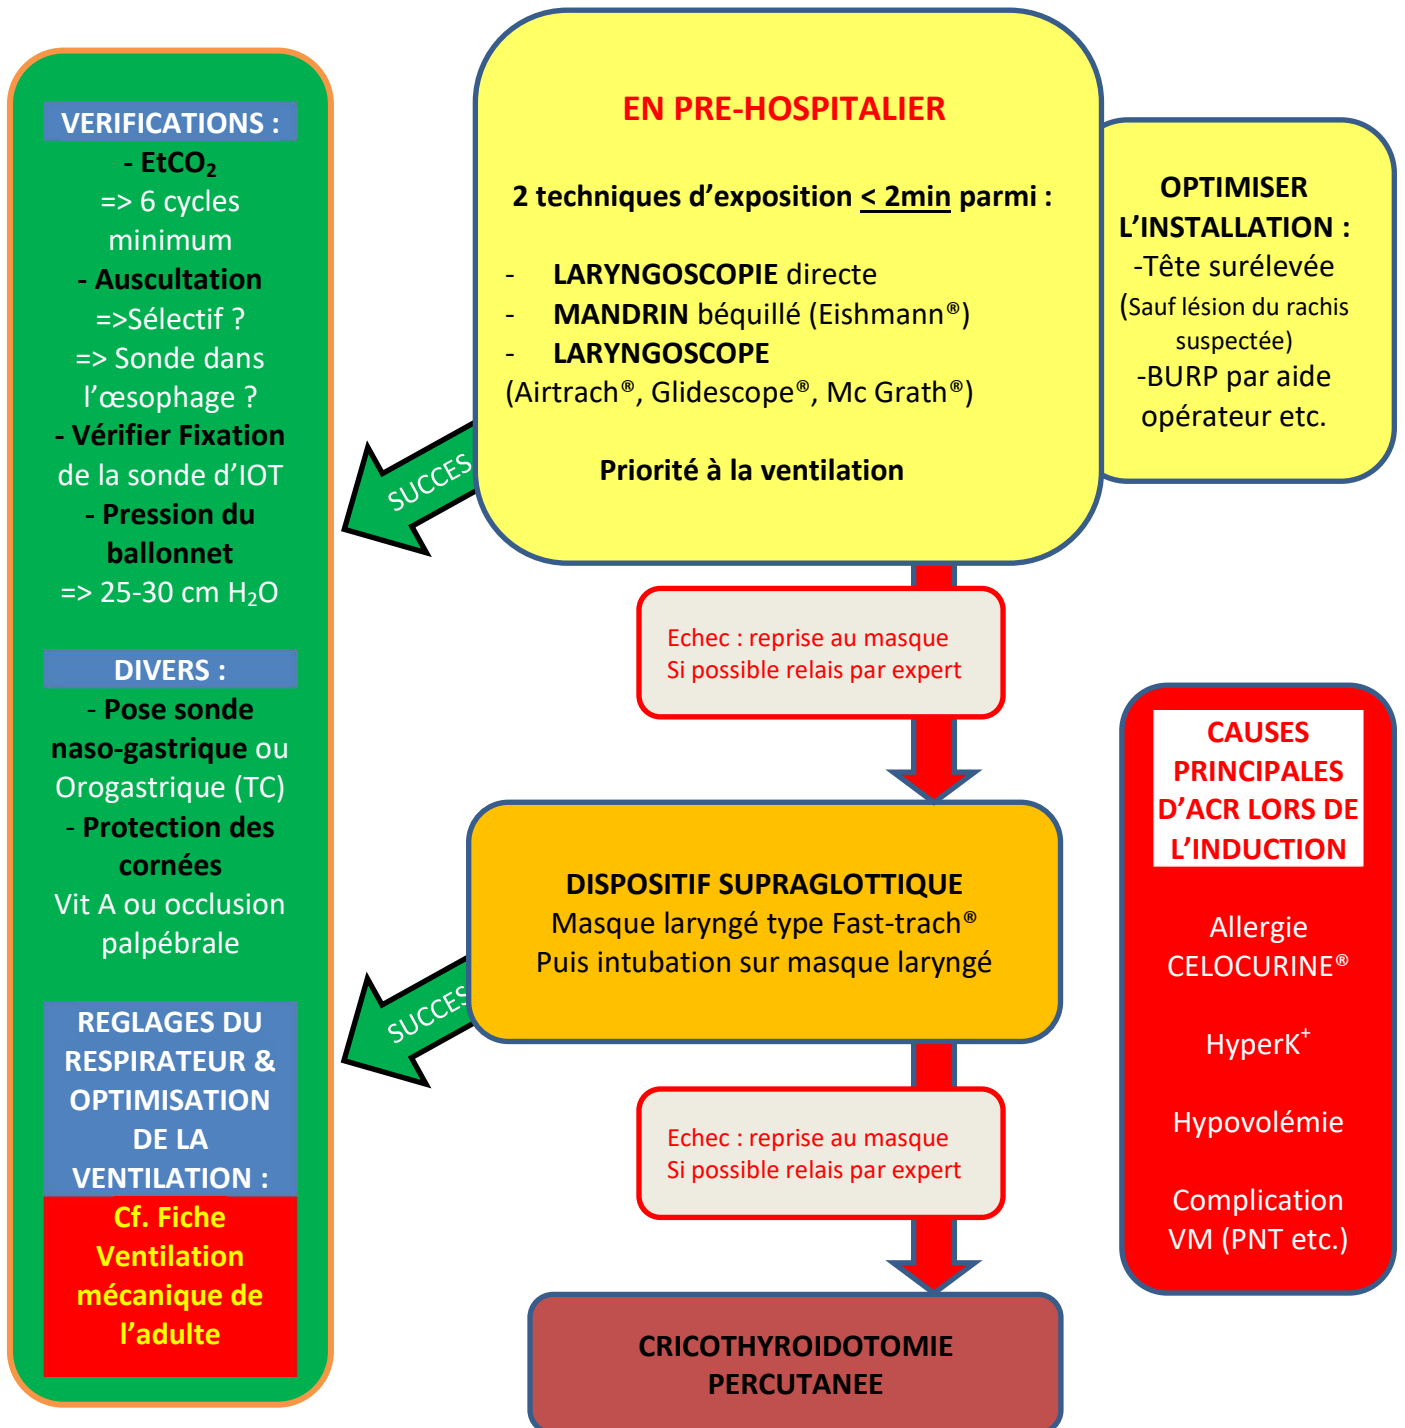 VERIFICATIONS :
- EtCO₂
=> 6 cycles
minimum
- Auscultation
=>Sélectif ?
=> Sonde dans
l’œsophage ?
- Vérifier Fixation
de la sonde d’IOT
- Pression du
ballonnet
=> 25-30 cm H₂O
DIVERS :
- Pose sonde
naso-gastrique ou
Orogastrique (TC)
- Protection des
cornées
Vit A ou occlusion
palpébrale
REGLAGES DU
RESPIRATEUR &
OPTIMISATION
DE LA
VENTILATION :
Cf. Fiche
Ventilation
mécanique de
l’adulte
EN PRE-HOSPITALIER
2 techniques d’exposition < 2min parmi :
- LARYNGOSCOPIE directe
- MANDRIN béquillé (Eishmann®)
- LARYNGOSCOPE
(Airtrach®, Glidescope®, Mc Grath®)
Priorité à la ventilation
OPTIMISER
L’INSTALLATION :
-Tête surélevée
(Sauf lésion du rachis
suspectée)
-BURP par aide
opérateur etc.
SUCCES
Echec : reprise au masque
Si possible relais par expert
DISPOSITIF SUPRAGLOTTIQUE
Masque laryngé type Fast-trach®
Puis intubation sur masque laryngé
SUCCES
Echec : reprise au masque
Si possible relais par expert
CRICOTHYROIDOTOMIE
PERCUTANEE
CAUSES
PRINCIPALES
D’ACR LORS DE
L’INDUCTION
Allergie
CELOCURINE®
HyperK⁺
Hypovolémie
Complication
VM (PNT etc.)